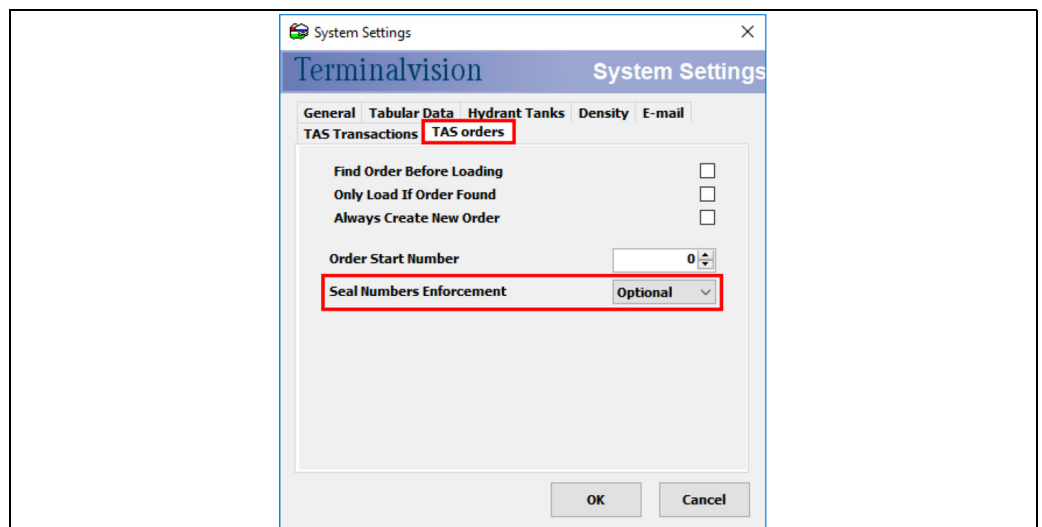 System Settings
Terminalvision System Settings
General Tabular Data Hydrant Tanks Density E-mail
TAS Transactions TAS orders
Find Order Before Loading
Only Load If Order Found
Always Create New Order
Order Start Number 0
Seal Numbers Enforcement Optional
OK Cancel